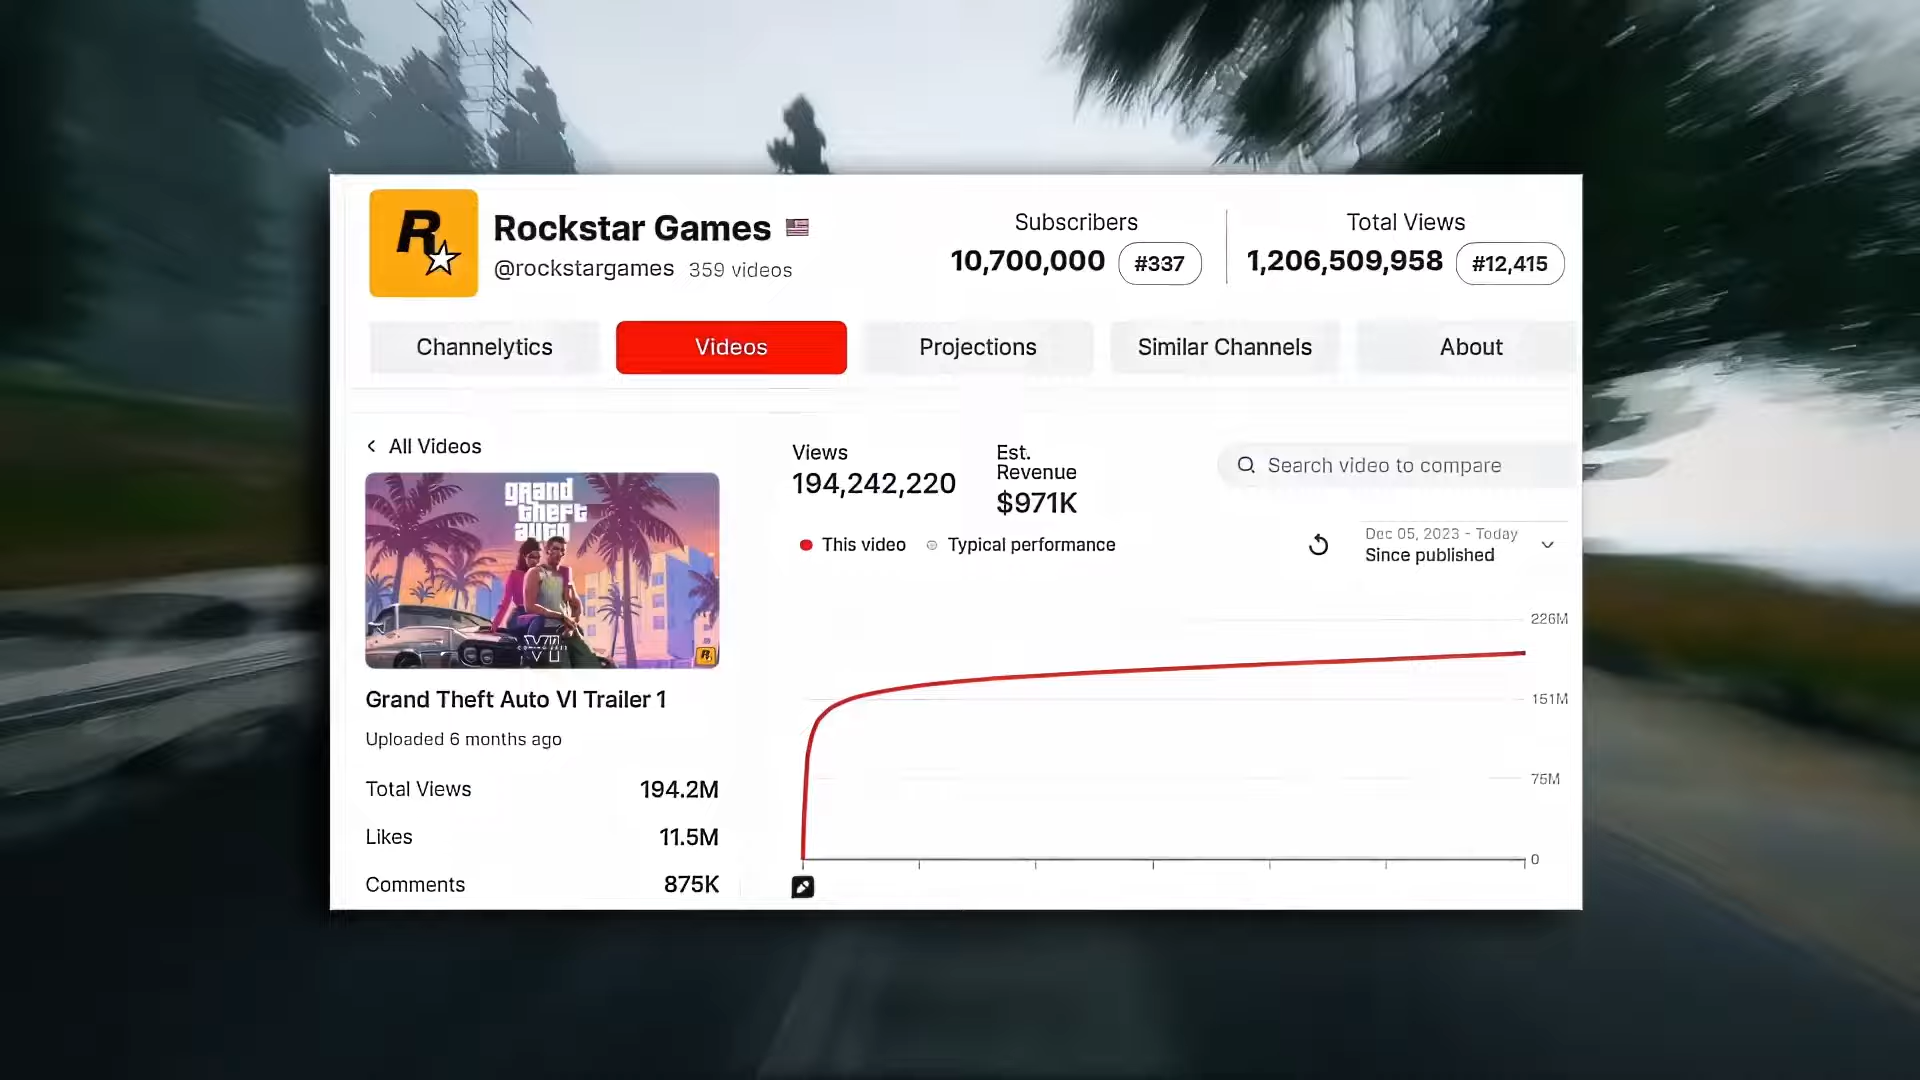 Rockstar Games
@rockstargames 359 videos
Subscribers
10,700,000 #337
Total Views
1,206,509,958 #12,415
Channelytics
Videos
Projections
Similar Channels
About
All Videos
grand
theft
auto
VI
R
Grand Theft Auto VI Trailer 1
Uploaded 6 months ago
Total Views 194.2M
Likes 11.5M
Comments 875K
Views
194,242,220
Est.
Revenue
$971K
Search video to compare
This video Typical performance
Dec 05, 2023 - Today
Since published
226M
151M
75M
0